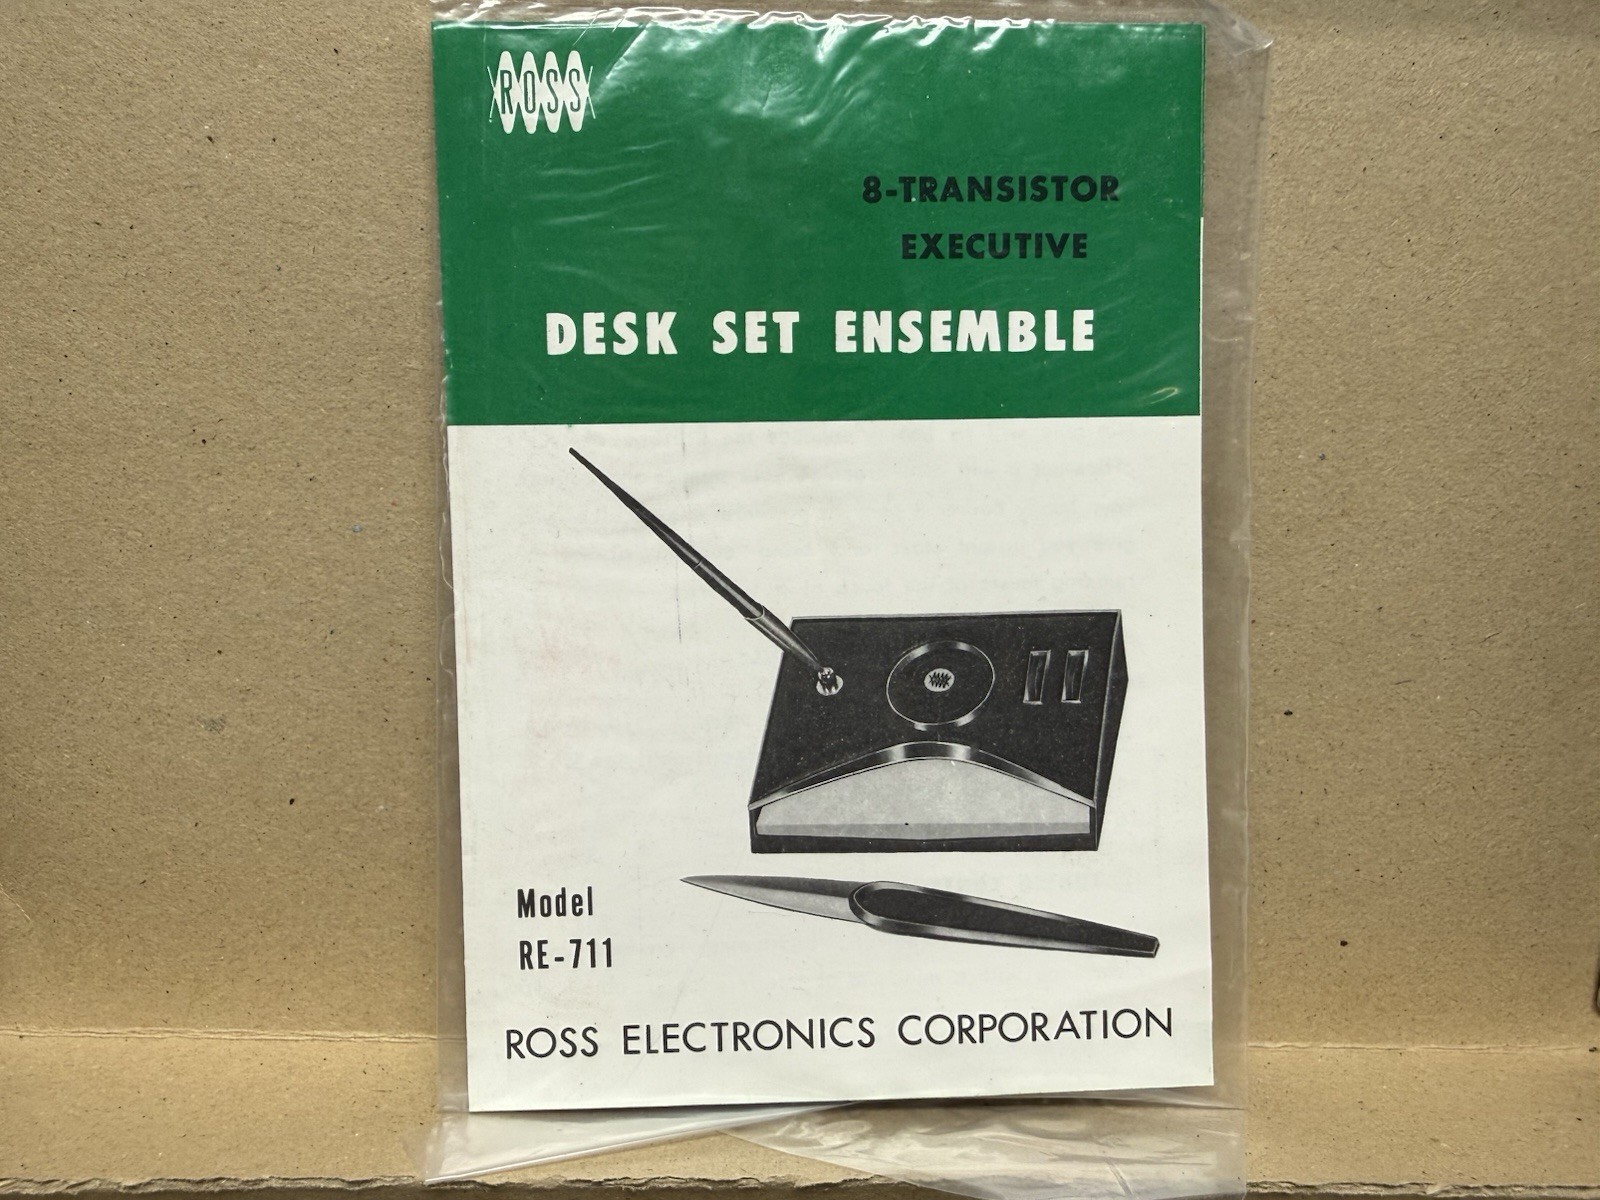 ROSS
8-TRANSISTOR
EXECUTIVE
DESK SET ENSEMBLE
Model
RE-711
ROSS ELECTRONICS CORPORATION